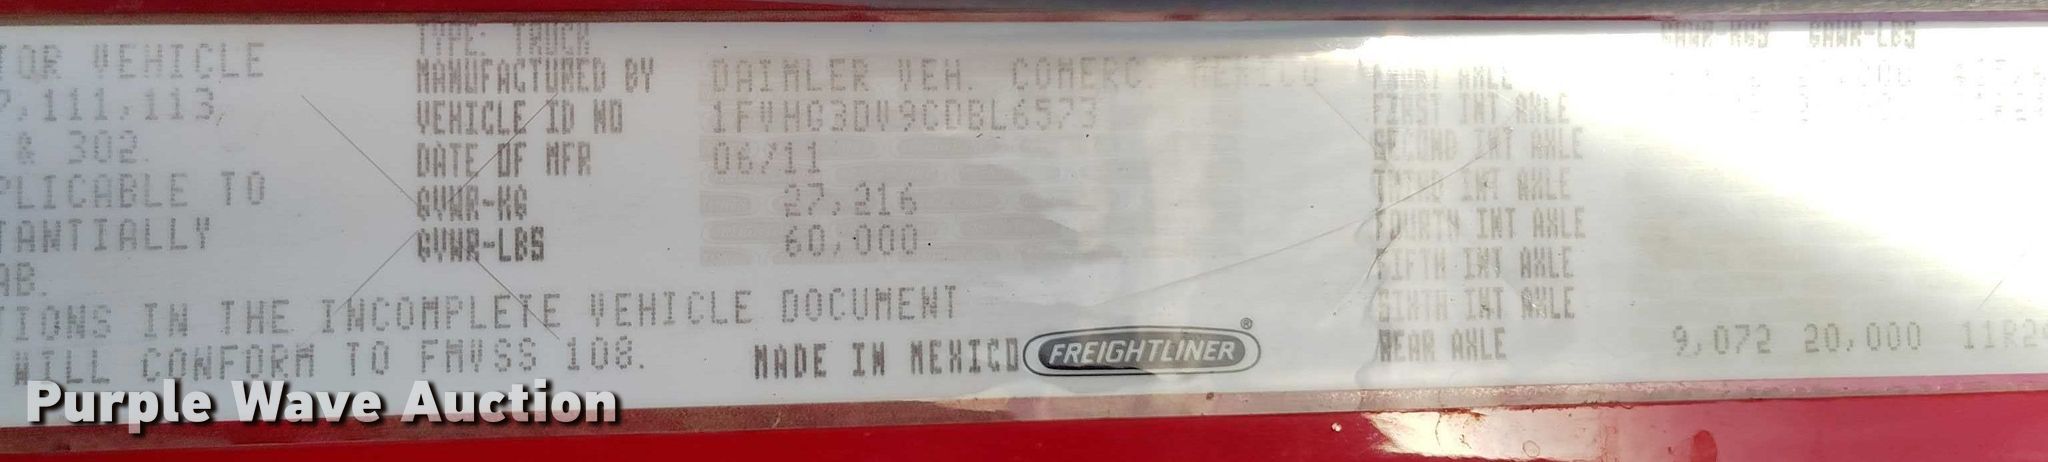 TYPE: TRUCK
GAWR-KGS GAWR-LBS
TOR VEHICLE
MANUFACTURED BY DAIMLER VEH. COMERC. MEXICO
FRONT AXLE
111,113,
VEHICLE ID NO 1FVHG3DV9CDBL6573
FIRST INT AXLE
& 302
DATE OF MFR 06/11
SECOND INT AXLE
PLICABLE TO
GVWR-KG 27,216
THIRD INT AXLE
TANTIALLY
GVWR-LBS 60,000
FOURTH INT AXLE
AB.
FIFTH INT AXLE
TIONS IN THE INCOMPLETE VEHICLE DOCUMENT
SIXTH INT AXLE
WILL CONFORM TO FMVSS 108.
MADE IN MEXICO FREIGHTLINER®
REAR AXLE 9,072 20,000 11R2
Purple Wave Auction